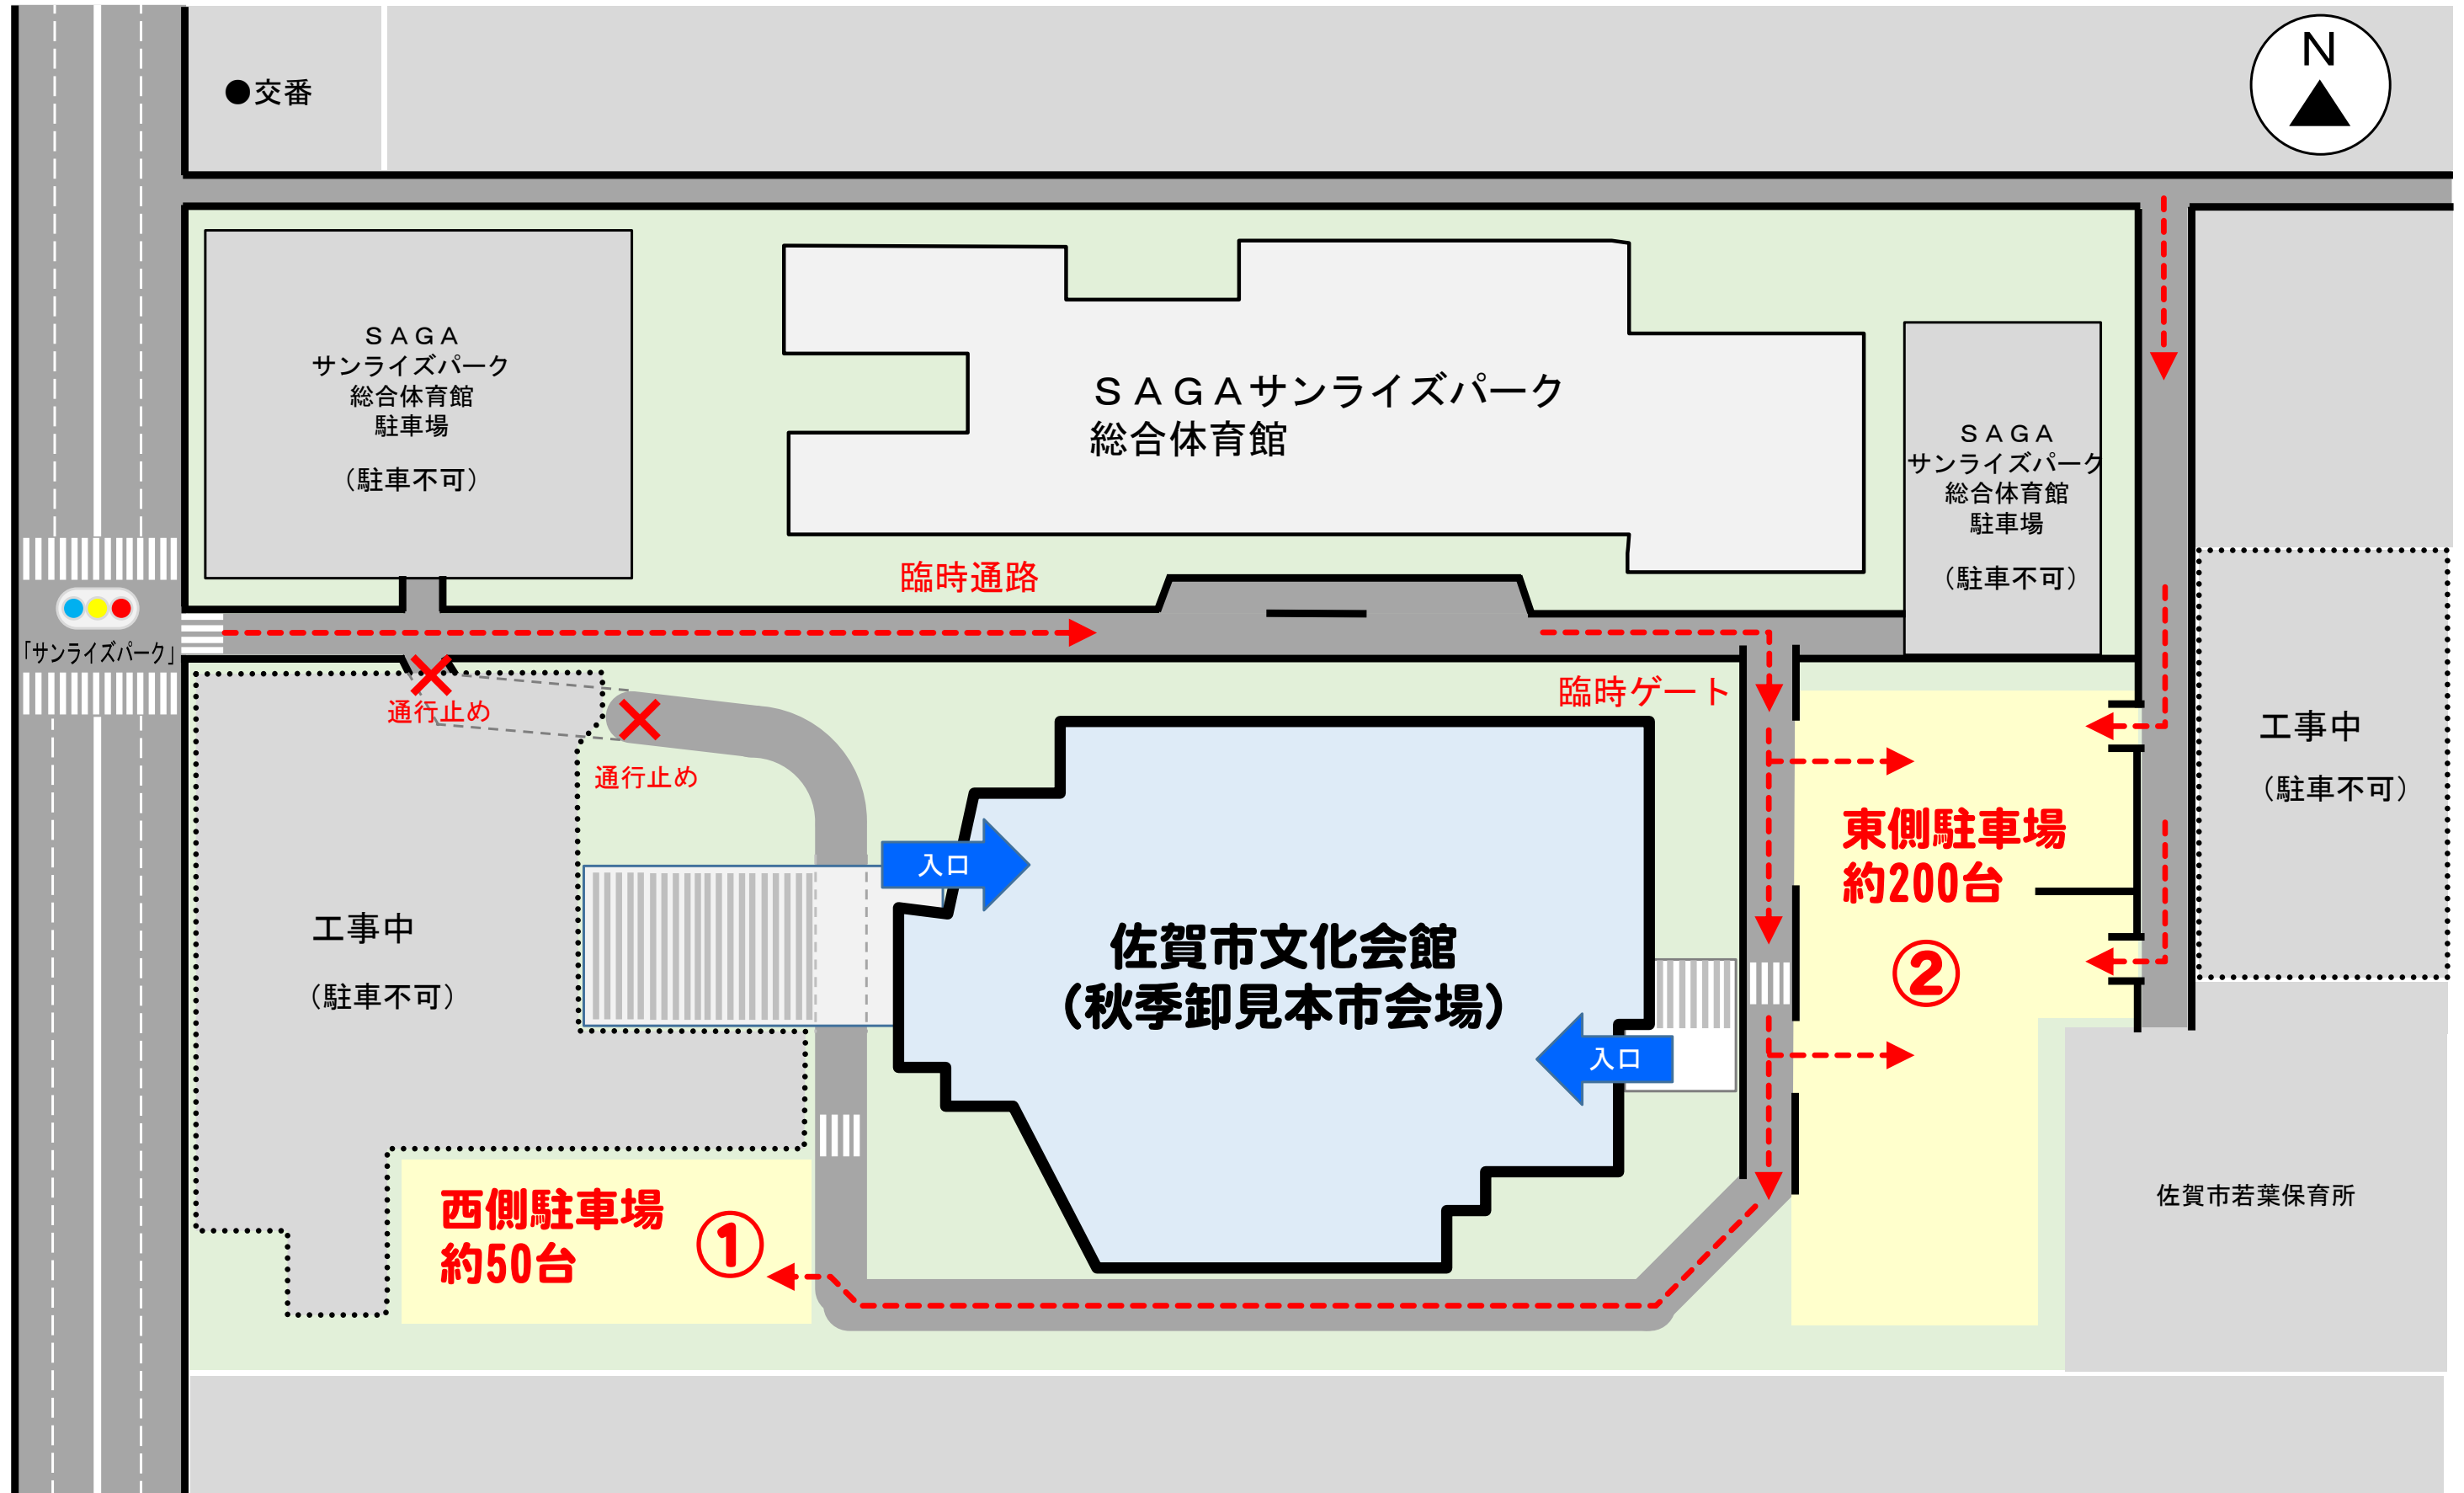 ●交番
N
ＳＡＧＡ
サンライズパーク
総合体育館
駐車場
（駐車不可）
ＳＡＧＡサンライズパーク
総合体育館
ＳＡＧＡ
サンライズパーク
総合体育館
駐車場
（駐車不可）
臨時通路
「サンライズパーク」
通行止め
通行止め
臨時ゲート
工事中
（駐車不可）
東側駐車場
約200台
②
入口
工事中
（駐車不可）
佐賀市文化会館
（秋季卸見本市会場）
入口
西側駐車場
約50台
①
佐賀市若葉保育所